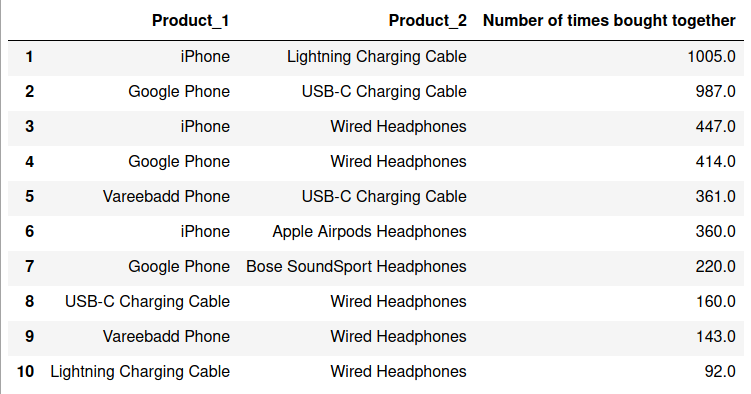 Product_1 Product_2 Number of times bought together
1 iPhone Lightning Charging Cable 1005.0
2 Google Phone USB-C Charging Cable 987.0
3 iPhone Wired Headphones 447.0
4 Google Phone Wired Headphones 414.0
5 Vareebadd Phone USB-C Charging Cable 361.0
6 iPhone Apple Airpods Headphones 360.0
7 Google Phone Bose SoundSport Headphones 220.0
8 USB-C Charging Cable Wired Headphones 160.0
9 Vareebadd Phone Wired Headphones 143.0
10 Lightning Charging Cable Wired Headphones 92.0